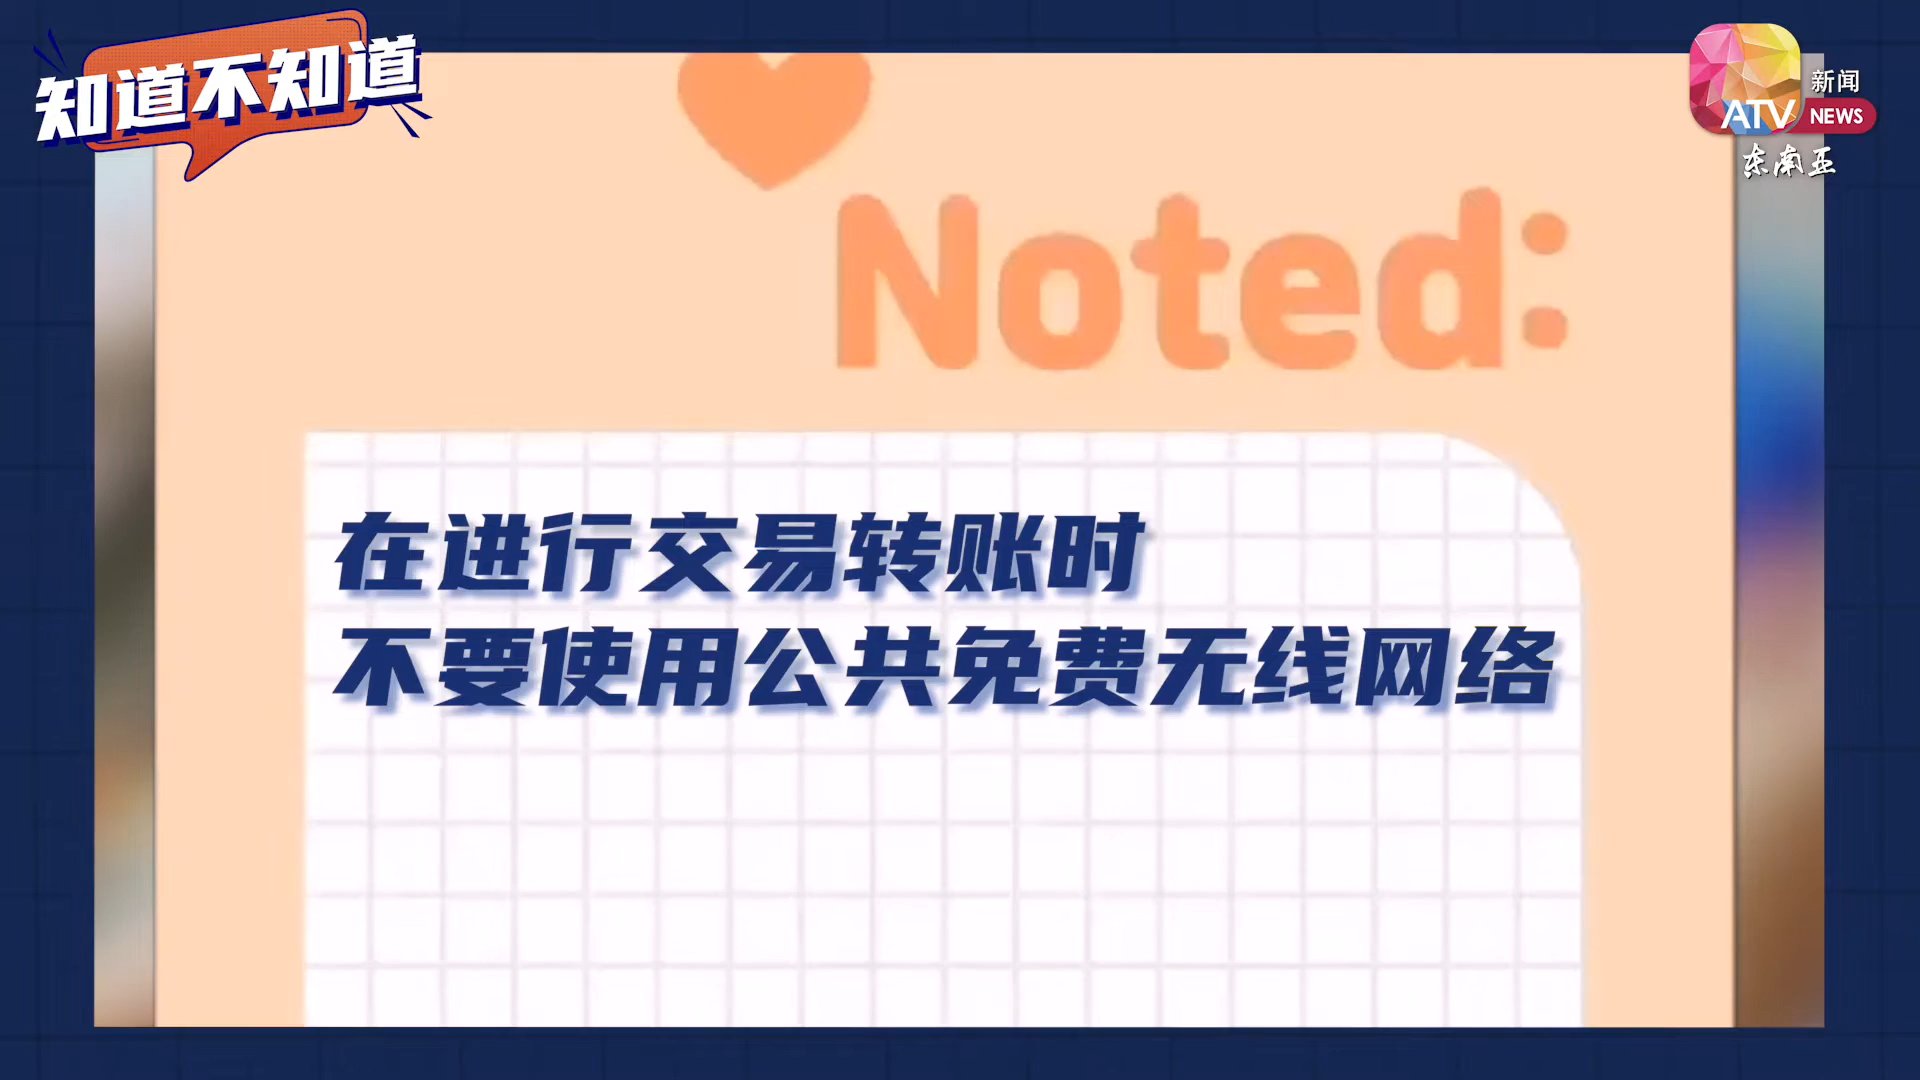 知道不知道
新闻
ATV NEWS
东南亚
Noted:
在进行交易转账时
不要使用公共免费无线网络